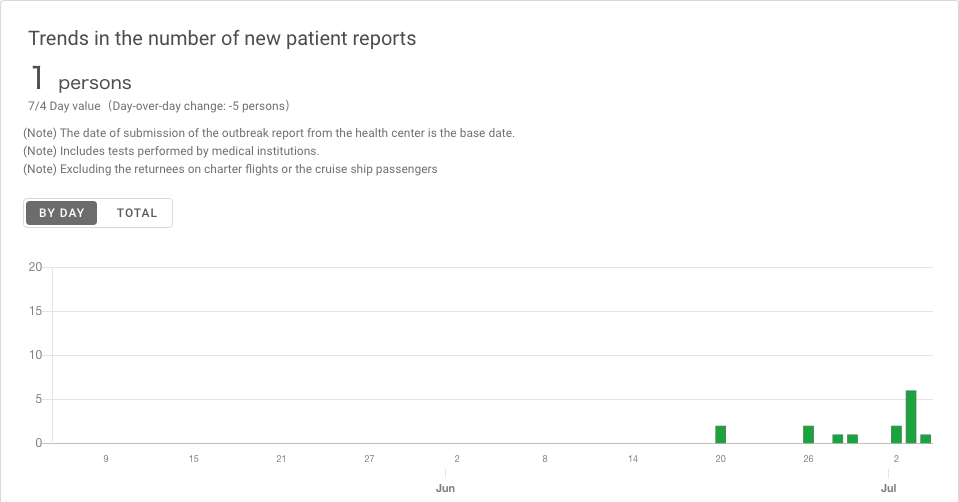 Trends in the number of new patient reports
1 persons
7/4 Day value（Day-over-day change: -5 persons）
(Note) The date of submission of the outbreak report from the health center is the base date.
(Note) Includes tests performed by medical institutions.
(Note) Excluding the returnees on charter flights or the cruise ship passengers
BY DAY TOTAL
20
15
10
5
0
9 15 21 27 2 8 14 20 26 2
Jun Jul